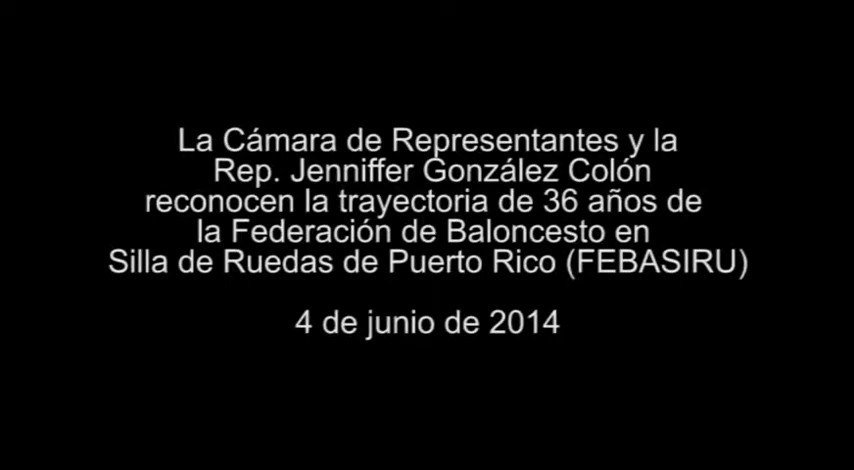 La Cámara de Representantes y la
Rep. Jenniffer González Colón
reconocen la trayectoria de 36 años de
la Federación de Baloncesto en
Silla de Ruedas de Puerto Rico (FEBASIRU)
4 de junio de 2014